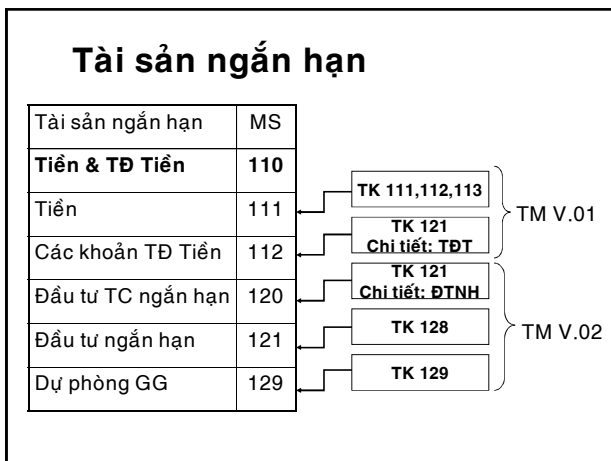 Tài sản ngắn hạn
Tài sản ngắn hạn MS
Tiền & TĐ Tiền 110
Tiền 111
Các khoản TĐ Tiền 112
Đầu tư TC ngắn hạn 120
Đầu tư ngắn hạn 121
Dự phòng GG 129
TK 111,112,113
TK 121
Chi tiết: TĐT
TM V.01
TK 121
Chi tiết: ĐTNH
TK 128
TK 129
TM V.02